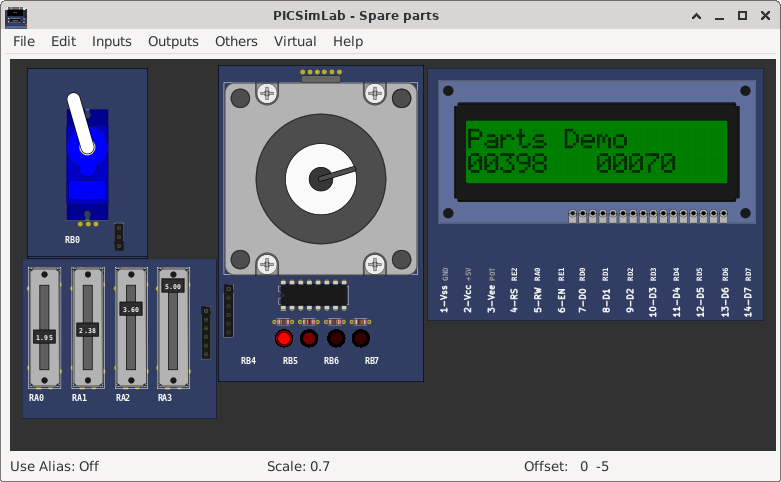 PICSimLab - Spare parts
File Edit Inputs Outputs Others Virtual Help
RB0
1.95 2.38 3.60 5.00
RA0 RA1 RA2 RA3
RB4 RB5 RB6 RB7
Parts Demo
00398 00070
1-Vss GND
2-Vcc +5V
3-Vee POT
4-RS RE2
5-RW RA0
6-EN RE1
7-D0 RD0
8-D1 RD1
9-D2 RD2
10-D3 RD3
11-D4 RD4
12-D5 RD5
13-D6 RD6
14-D7 RD7
Use Alias: Off Scale: 0.7 Offset: 0 -5